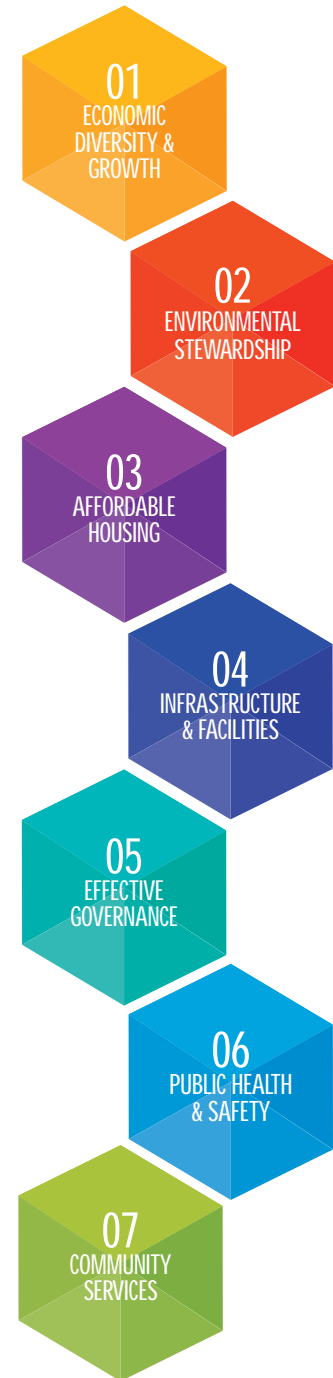 01
ECONOMIC
DIVERSITY &
GROWTH
02
ENVIRONMENTAL
STEWARDSHIP
03
AFFORDABLE
HOUSING
04
INFRASTRUCTURE
& FACILITIES
05
EFFECTIVE
GOVERNANCE
06
PUBLIC HEALTH
& SAFETY
07
COMMUNITY
SERVICES